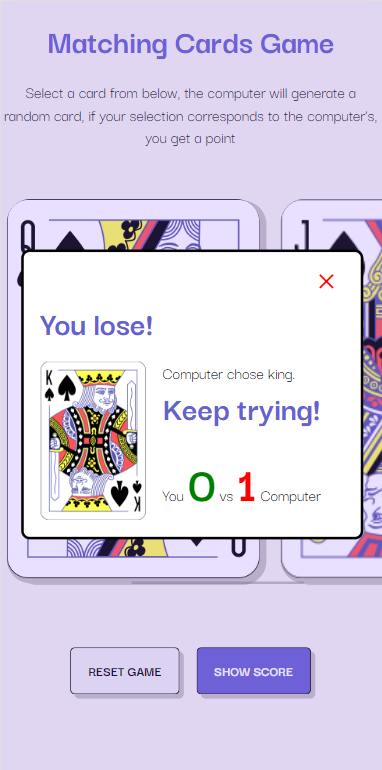 Matching Cards Game
Select a card from below, the computer will generate a
random card, if your selection corresponds to the computer's,
you get a point
Q
J
You lose!
K
Computer chose king.
Keep trying!
You 0 vs 1 Computer
K
Q
RESET GAME
SHOW SCORE